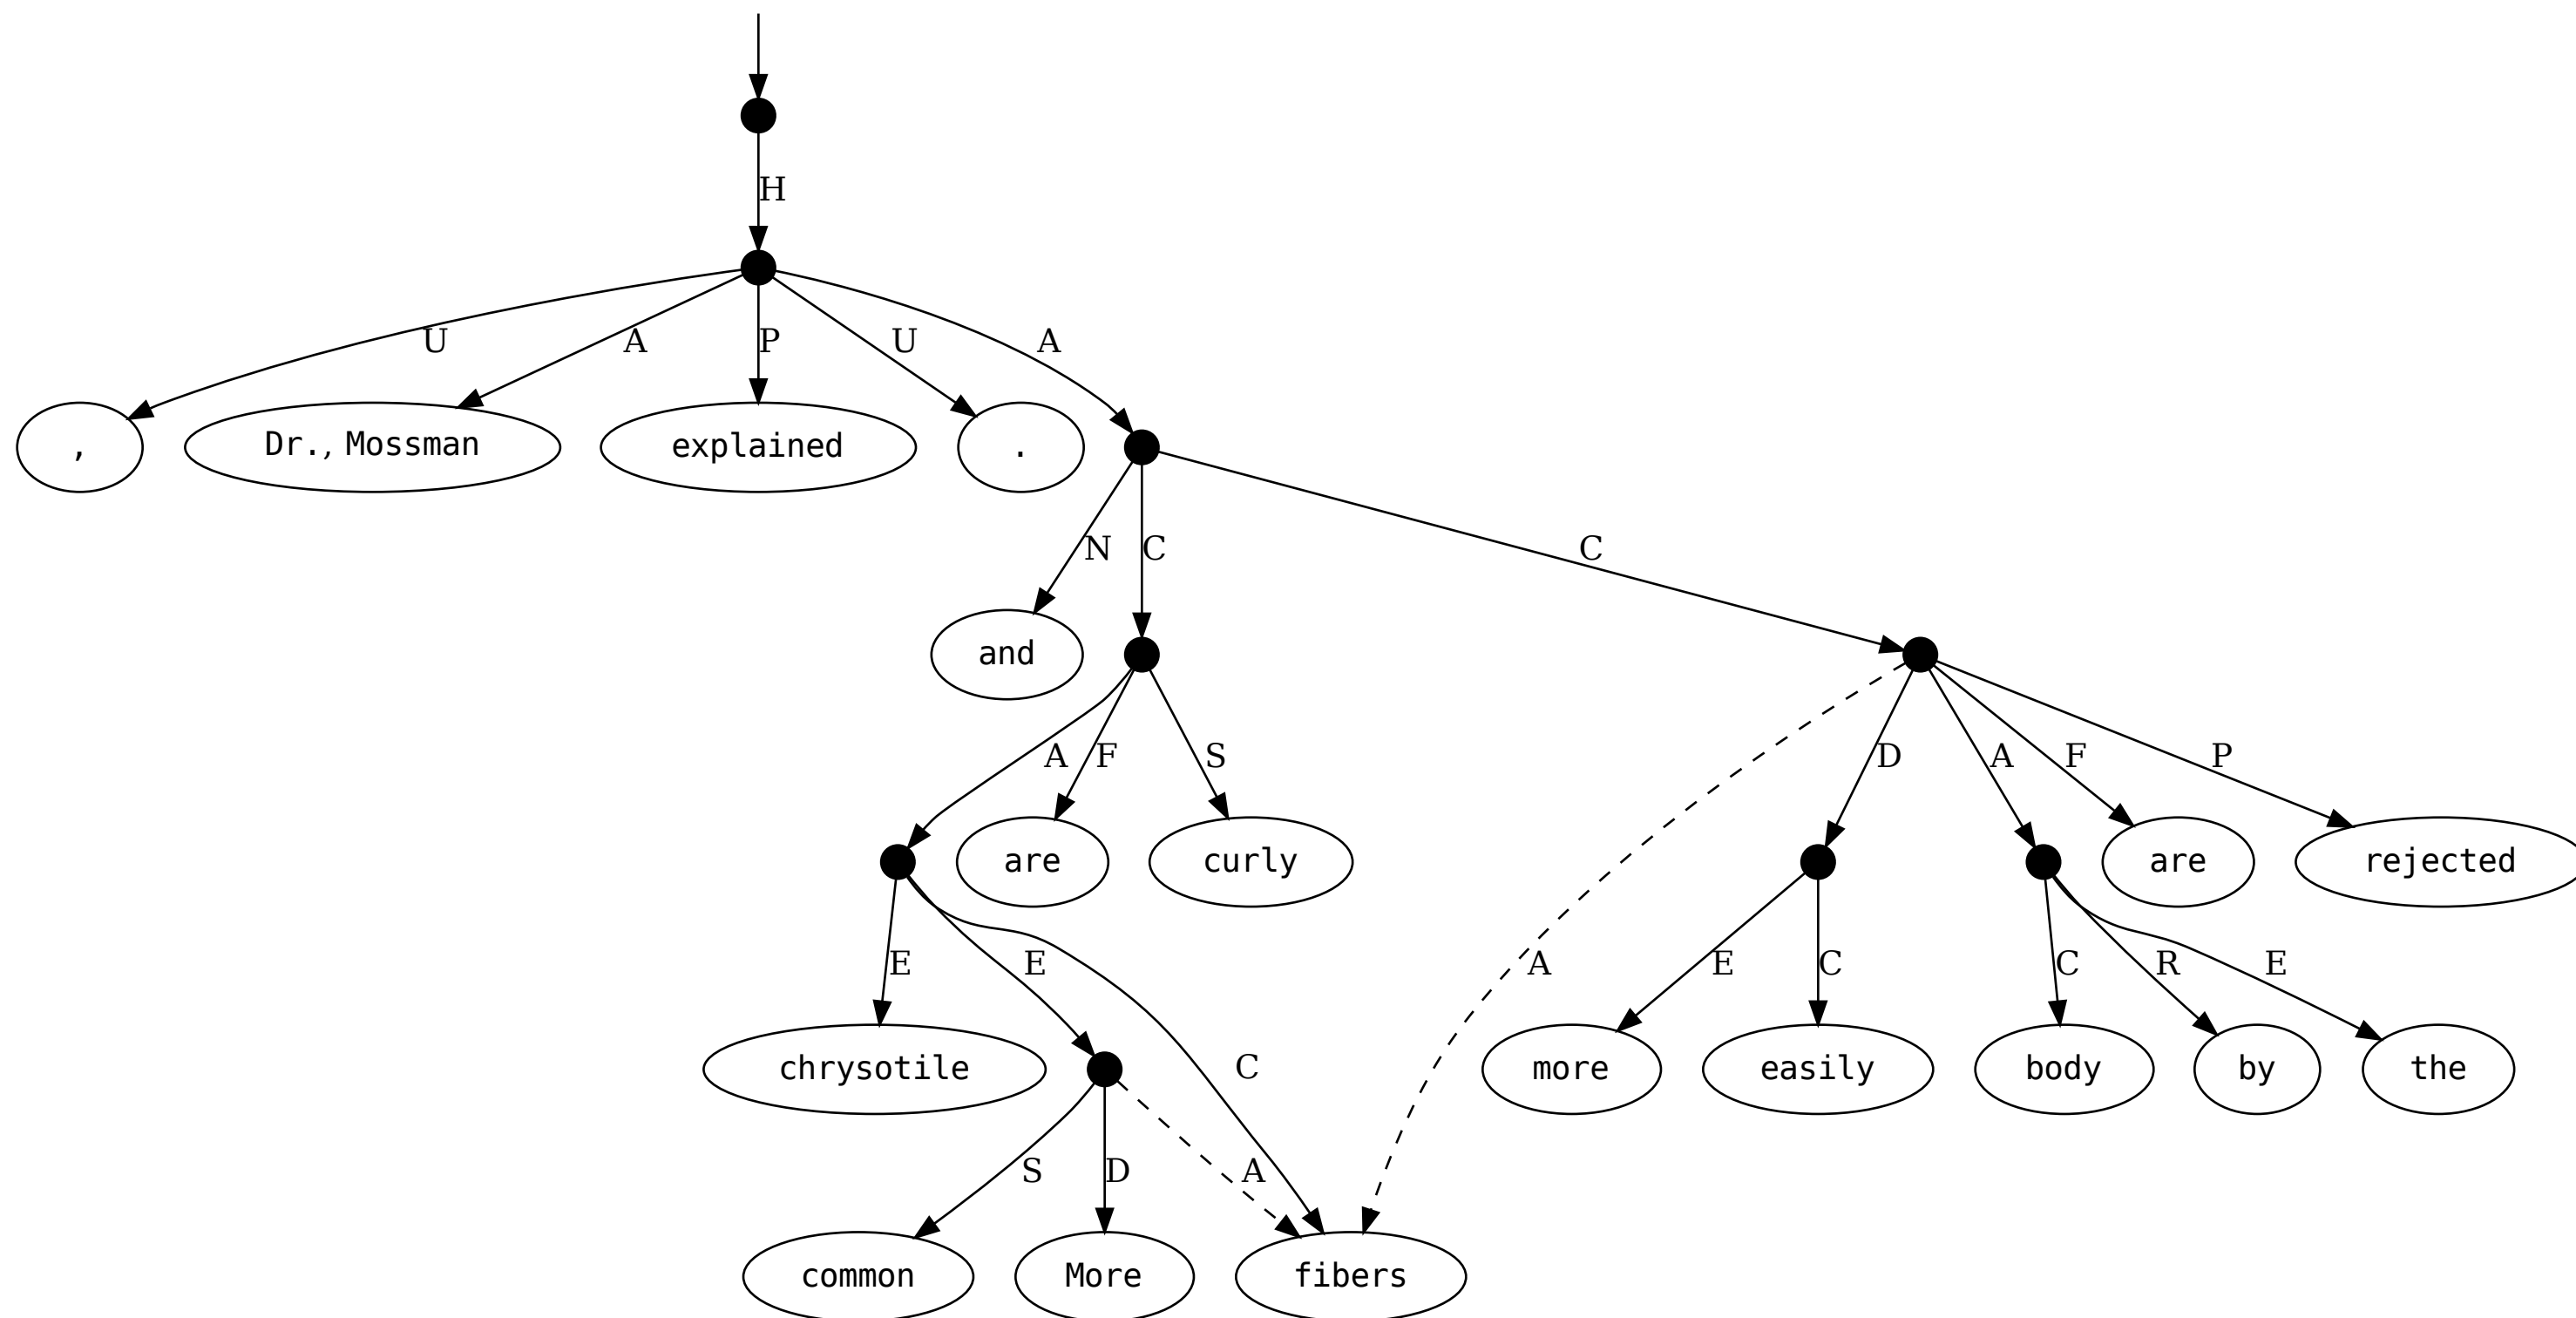 H
U A P U A
, Dr., Mossman explained .
N C C
and
A F S D A F P
are curly are rejected
E E C A E C C R E
chrysotile more easily body by the
S D A
common More fibers